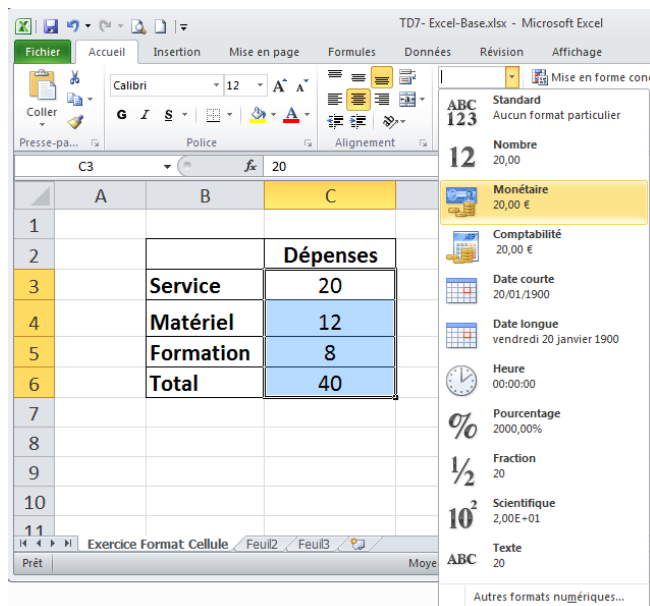 TD7- Excel-Base.xlsx - Microsoft Excel
Fichier Accueil Insertion Mise en page Formules Données Révision Affichage
Coller
Calibri 12 A A
G I S A
Mise en forme con
Presse-pa... Police Alignement
C3 fx 20
A B C
1
2 Dépenses
3 Service 20
4 Matériel 12
5 Formation 8
6 Total 40
7
8
9
10
11
Exercice Format Cellule Feuil2 Feuil3
Prêt Moye
ABC
123
Standard
Aucun format particulier
12
Nombre
20,00
Monétaire
20,00 €
Comptabilité
20,00 €
Date courte
20/01/1900
Date longue
vendredi 20 janvier 1900
Heure
00:00:00
%
Pourcentage
2000,00%
1/2
Fraction
20
10²
Scientifique
2,00E+01
ABC
Texte
20
Autres formats numériques...